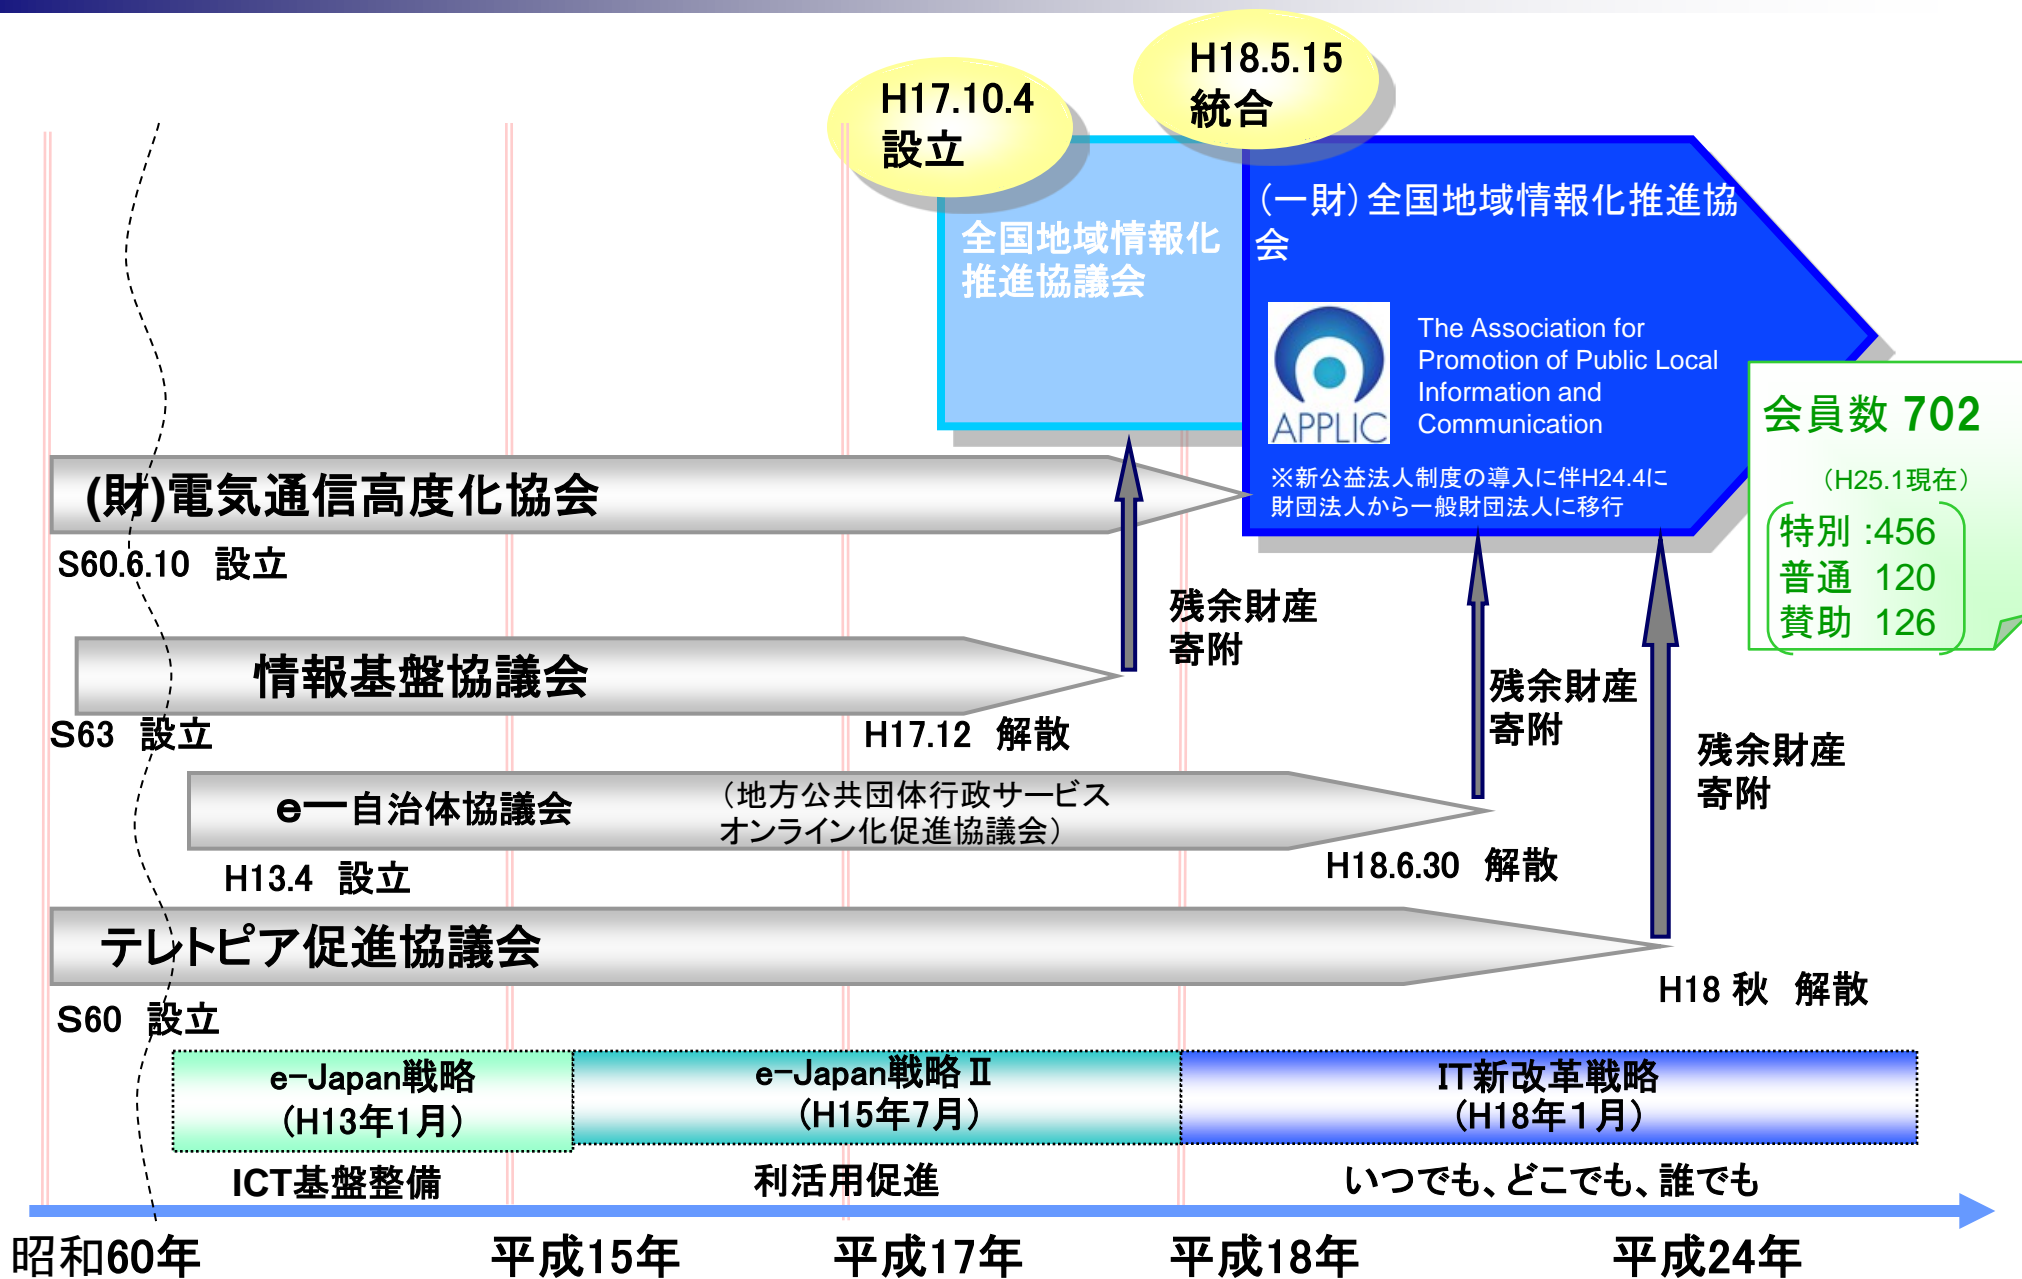 H17.10.4
設立
H18.5.15
統合
全国地域情報化
推進協議会
(一財)全国地域情報化推進協
会
APPLIC
The Association for
Promotion of Public Local
Information and
Communication
※新公益法人制度の導入に伴H24.4に
財団法人から一般財団法人に移行
会員数 702
(H25.1現在)
特別 :456
普通 120
賛助 126
(財)電気通信高度化協会
S60.6.10 設立
残余財産
寄附
情報基盤協議会
S63 設立
H17.12 解散
残余財産
寄附
残余財産
寄附
e―自治体協議会
(地方公共団体行政サービス
オンライン化促進協議会)
H13.4 設立
H18.6.30 解散
テレトピア促進協議会
S60 設立
H18 秋 解散
e-Japan戦略
(H13年1月)
e-Japan戦略Ⅱ
(H15年7月)
IT新改革戦略
(H18年1月)
ICT基盤整備
利活用促進
いつでも、どこでも、誰でも
昭和60年
平成15年
平成17年
平成18年
平成24年